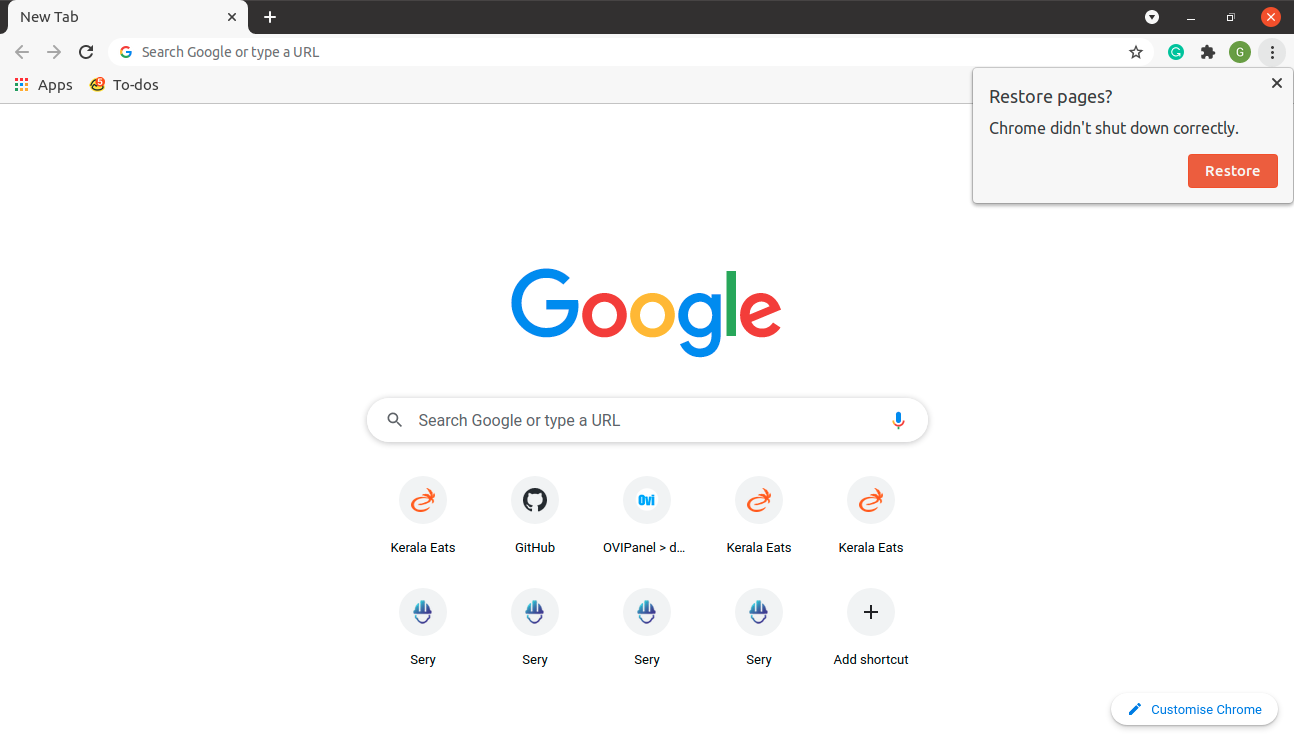 New Tab
Search Google or type a URL
G
Apps
To-dos
Restore pages?
Chrome didn't shut down correctly.
Restore
Google
Search Google or type a URL
Ovi
Kerala Eats
GitHub
OVIPanel > d...
Kerala Eats
Kerala Eats
Sery
Sery
Sery
Sery
Add shortcut
Customise Chrome